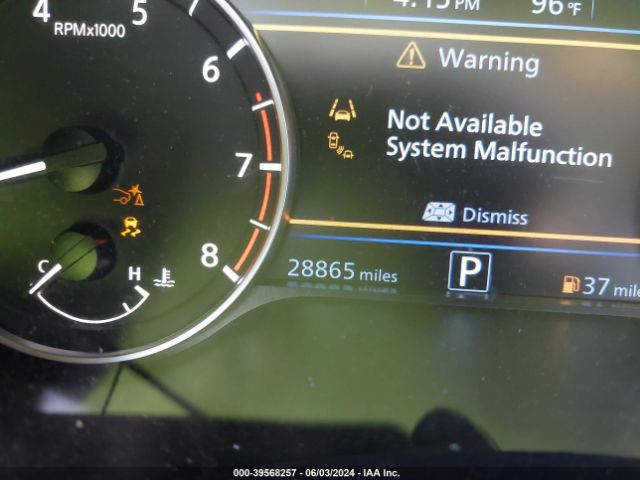 4:15 PM
96°F
4
5
7
RPMx1000
6
Warning
Not Available
System Malfunction
7
Dismiss
8
C
H
28865 miles
P
37 mile
000-39568257 - 06/03/2024 - IAA Inc.